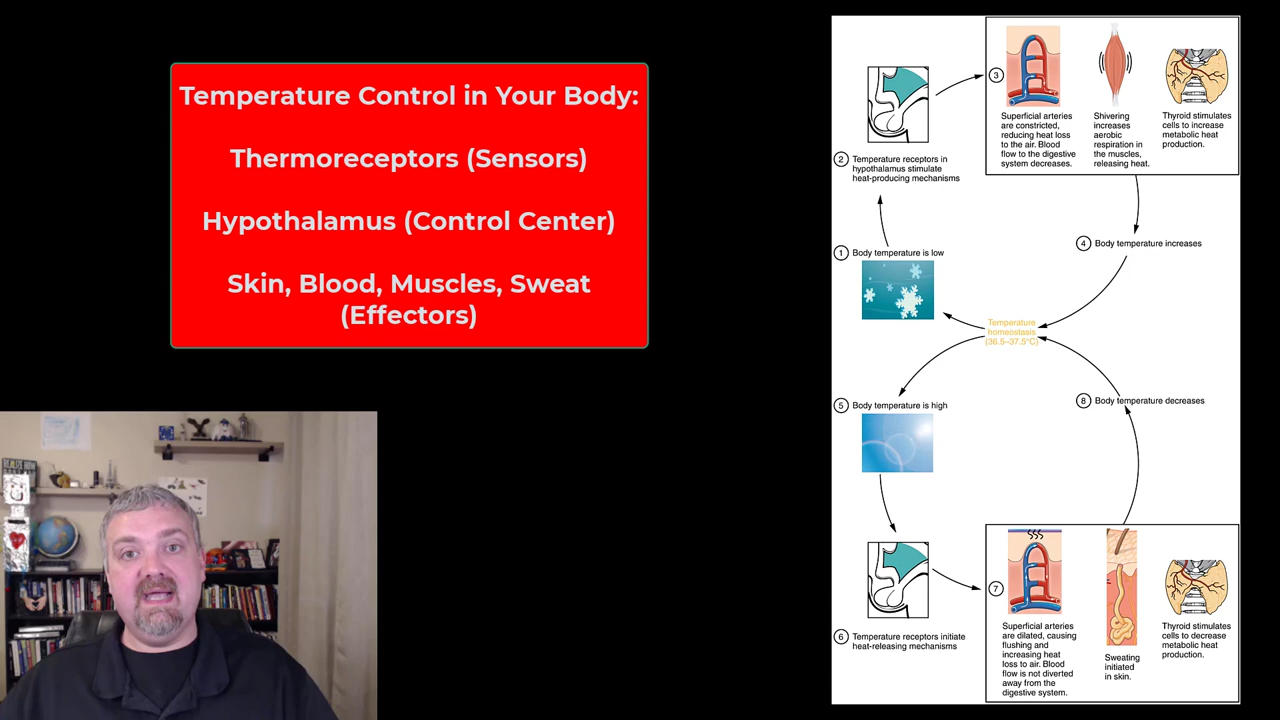 Temperature Control in Your Body:
Thermoreceptors (Sensors)
Hypothalamus (Control Center)
Skin, Blood, Muscles, Sweat
(Effectors)
3
Superficial arteries
are constricted,
reducing heat loss
to the air. Blood
flow to the digestive
system decreases.
Shivering
increases
aerobic
respiration in
the muscles,
releasing heat.
Thyroid stimulates
cells to increase
metabolic heat
production.
2 Temperature receptors in
hypothalamus stimulate
heat-producing mechanisms
1 Body temperature is low
4 Body temperature increases
Temperature
homeostasis
(36.5–37.5°C)
5 Body temperature is high
8 Body temperature decreases
6 Temperature receptors initiate
heat-releasing mechanisms
7
Superficial arteries
are dilated, causing
flushing and
increasing heat
loss to air. Blood
flow is not diverted
away from the
digestive system.
Sweating
initiated
in skin.
Thyroid stimulates
cells to decrease
metabolic heat
production.